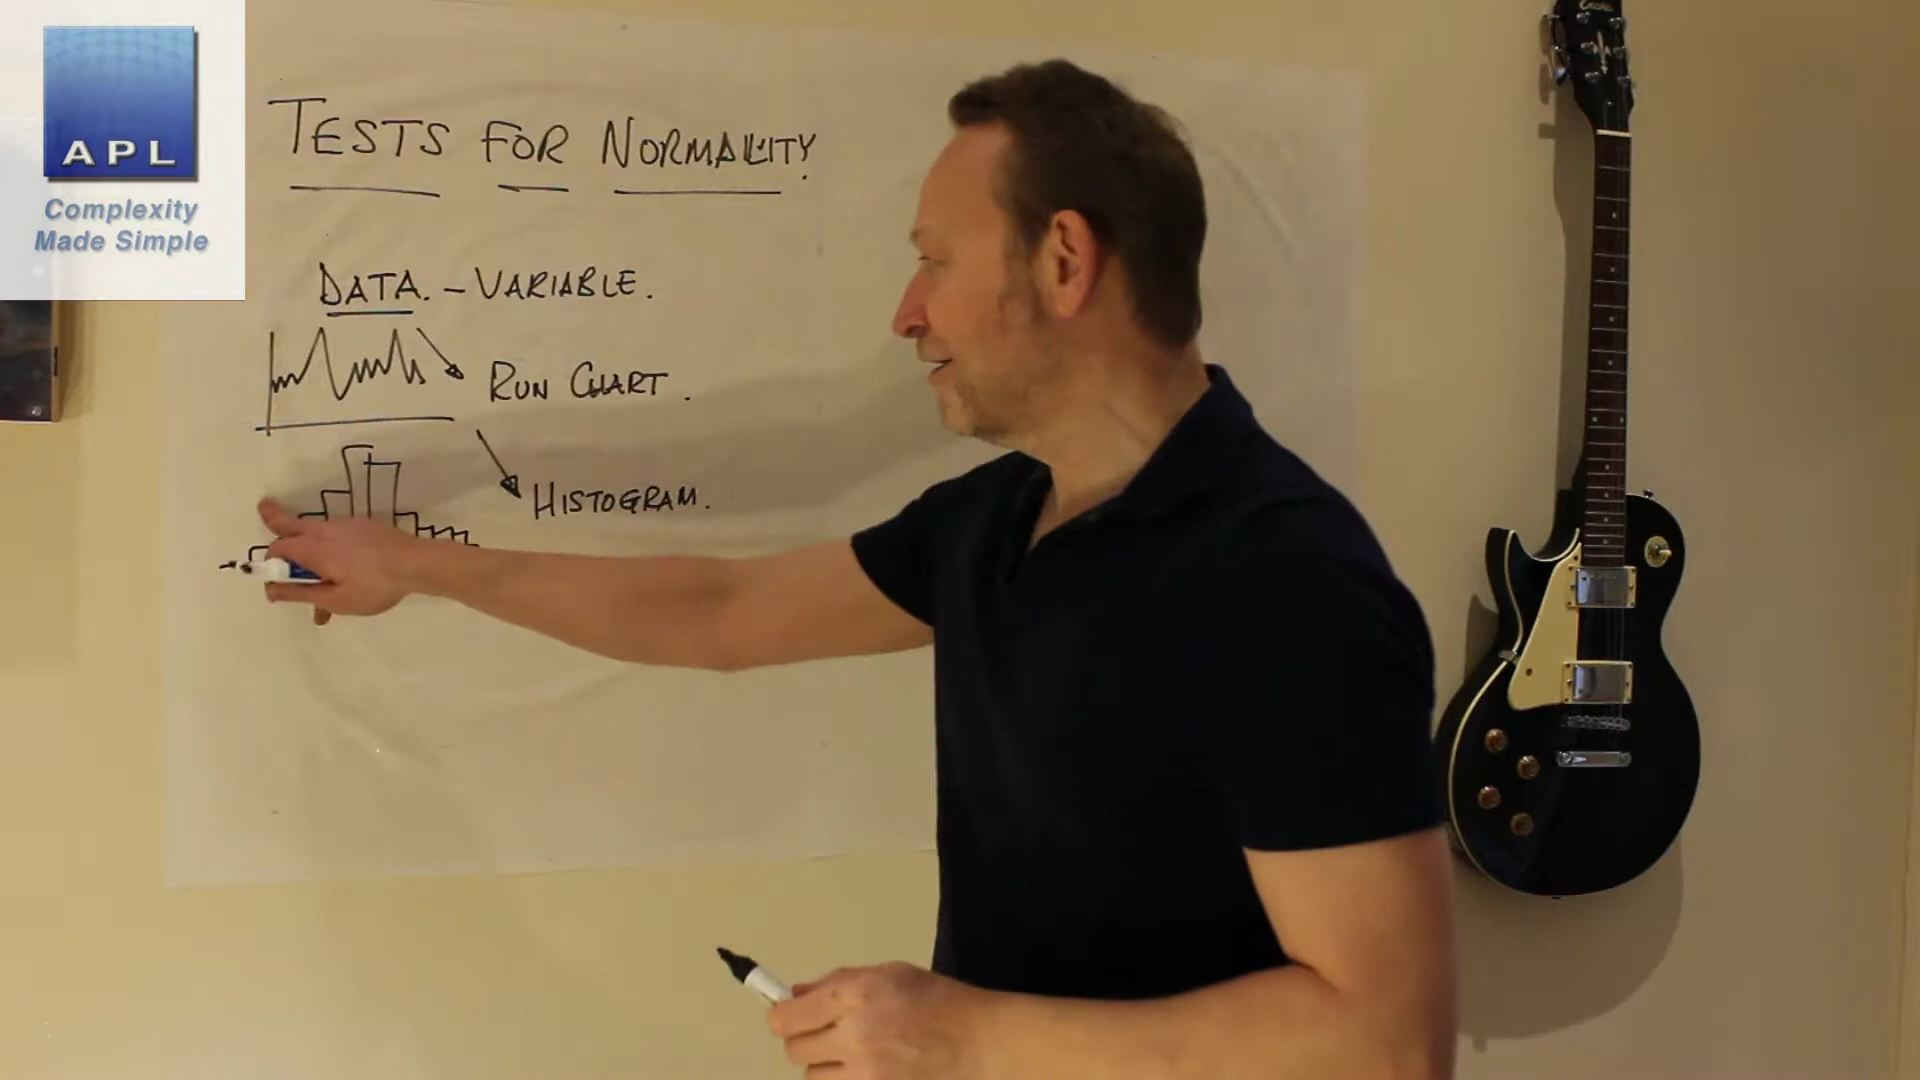 APL
Complexity
Made Simple
TESTS FOR NORMALITY.
DATA. - VARIABLE.
RUN CHART.
HISTOGRAM.